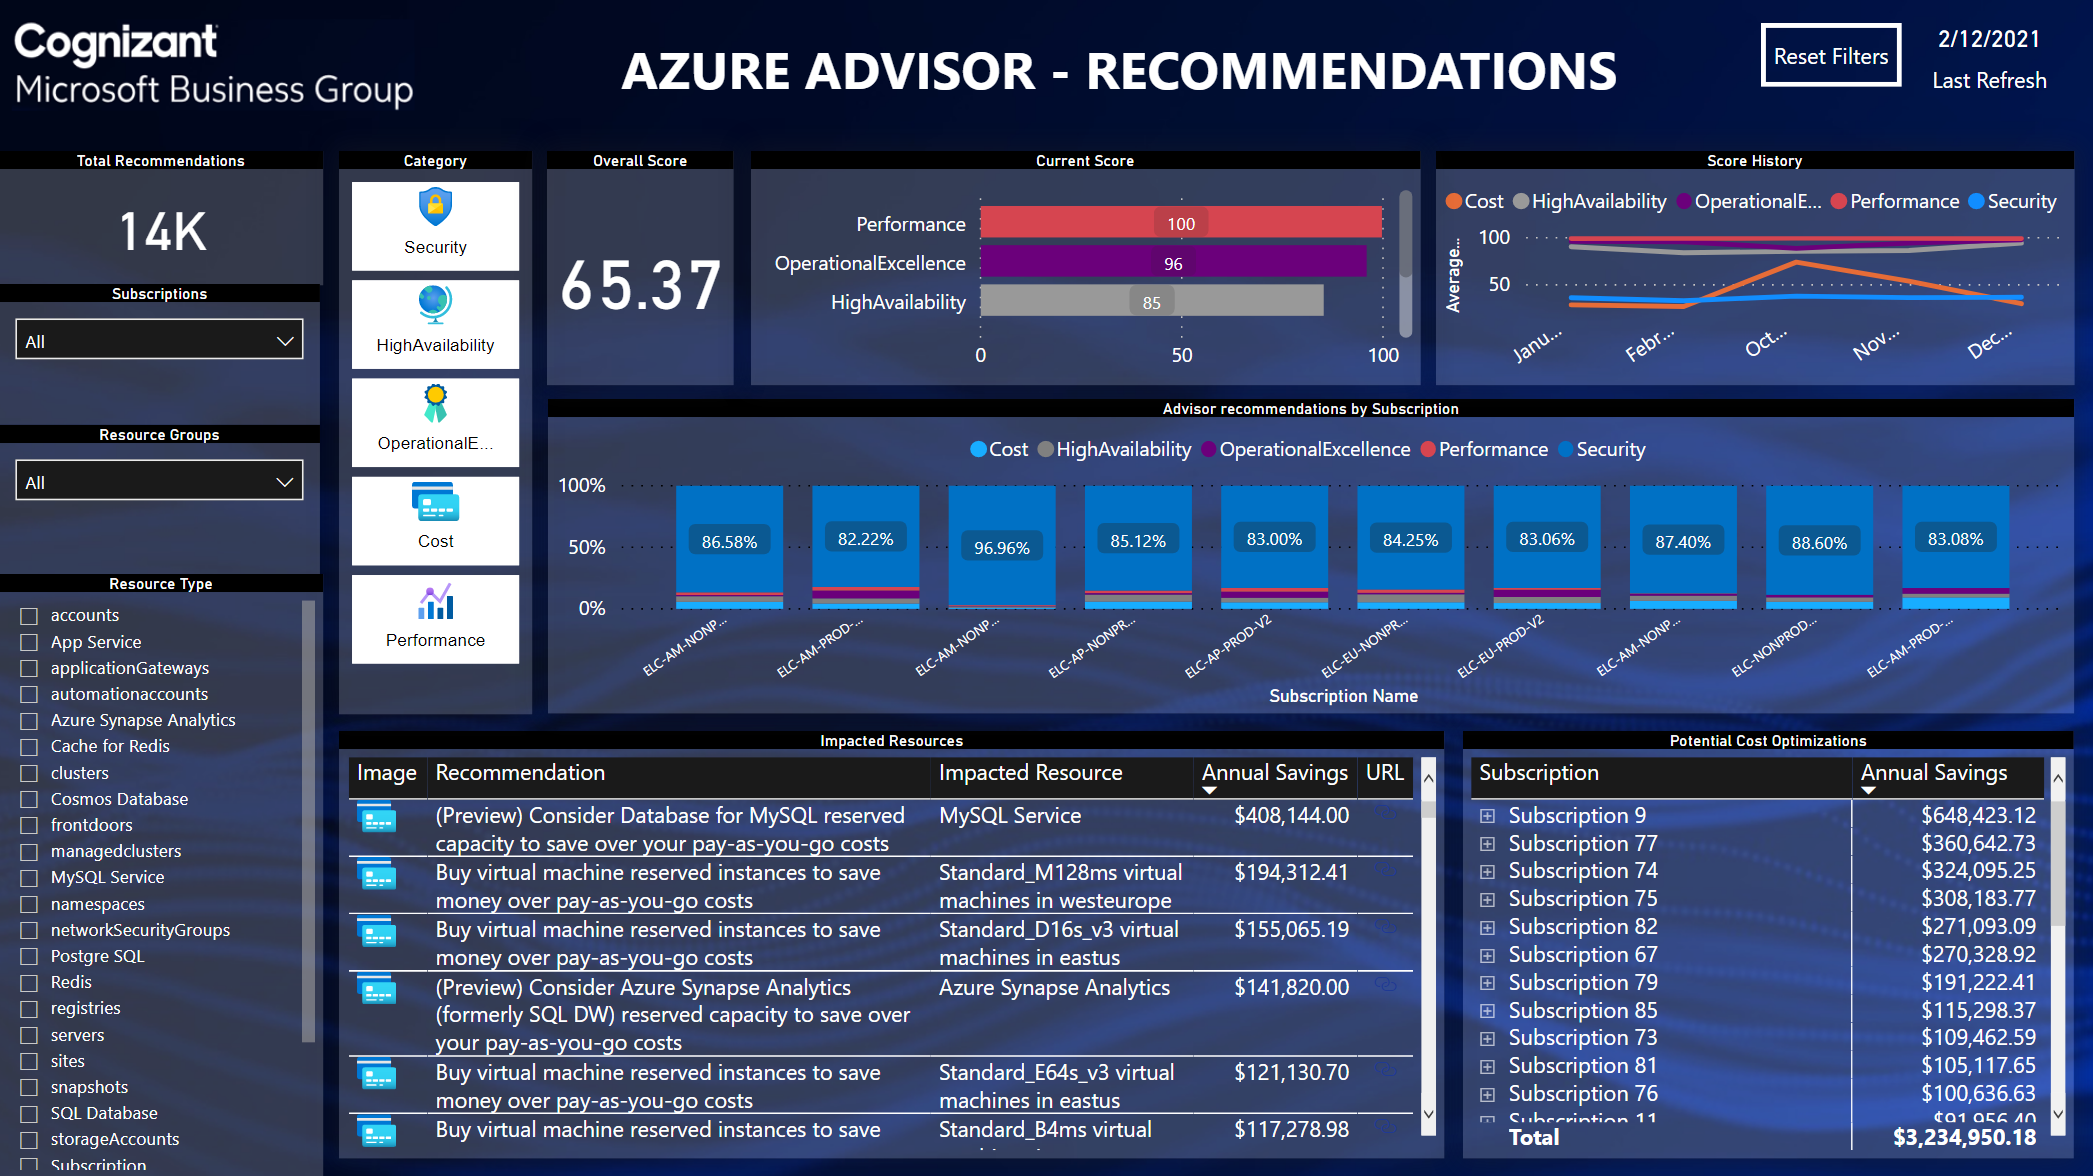 Cognizant
Microsoft Business Group
AZURE ADVISOR - RECOMMENDATIONS
Reset Filters
2/12/2021
Last Refresh
Total Recommendations
14K
Subscriptions
All
Resource Groups
All
Resource Type
accounts
App Service
applicationGateways
automationaccounts
Azure Synapse Analytics
Cache for Redis
clusters
Cosmos Database
frontdoors
managedclusters
MySQL Service
namespaces
networkSecurityGroups
Postgre SQL
Redis
registries
servers
sites
snapshots
SQL Database
storageAccounts
Subscription
Category
Security
HighAvailability
OperationalE...
Cost
Performance
Overall Score
65.37
Current Score
Performance 100
OperationalExcellence 96
HighAvailability 85
0 50 100
Score History
Cost HighAvailability OperationalE... Performance Security
Average...
100
50
Janu... Febr... Oct... Nov... Dec...
Advisor recommendations by Subscription
Cost HighAvailability OperationalExcellence Performance Security
100%
50%
0%
86.58% 82.22% 96.96% 85.12% 83.00% 84.25% 83.06% 87.40% 88.60% 83.08%
ELC-AM-NONP... ELC-AM-PROD-... ELC-AM-NONP... ELC-AP-NONPR... ELC-AP-PROD-V2 ELC-EU-NONPR... ELC-EU-PROD-V2 ELC-AM-NONP... ELC-NONPROD... ELC-AM-PROD-...
Subscription Name
Impacted Resources
Image Recommendation Impacted Resource Annual Savings URL
(Preview) Consider Database for MySQL reserved MySQL Service $408,144.00
capacity to save over your pay-as-you-go costs
Buy virtual machine reserved instances to save Standard_M128ms virtual $194,312.41
money over pay-as-you-go costs machines in westeurope
Buy virtual machine reserved instances to save Standard_D16s_v3 virtual $155,065.19
money over pay-as-you-go costs machines in eastus
(Preview) Consider Azure Synapse Analytics Azure Synapse Analytics $141,820.00
(formerly SQL DW) reserved capacity to save over
your pay-as-you-go costs
Buy virtual machine reserved instances to save Standard_E64s_v3 virtual $121,130.70
money over pay-as-you-go costs machines in eastus
Buy virtual machine reserved instances to save Standard_B4ms virtual $117,278.98
Potential Cost Optimizations
Subscription Annual Savings
Subscription 9 $648,423.12
Subscription 77 $360,642.73
Subscription 74 $324,095.25
Subscription 75 $308,183.77
Subscription 82 $271,093.09
Subscription 67 $270,328.92
Subscription 79 $191,222.41
Subscription 85 $115,298.37
Subscription 73 $109,462.59
Subscription 81 $105,117.65
Subscription 76 $100,636.63
Subscription 11 $91,956.40
Total $3,234,950.18